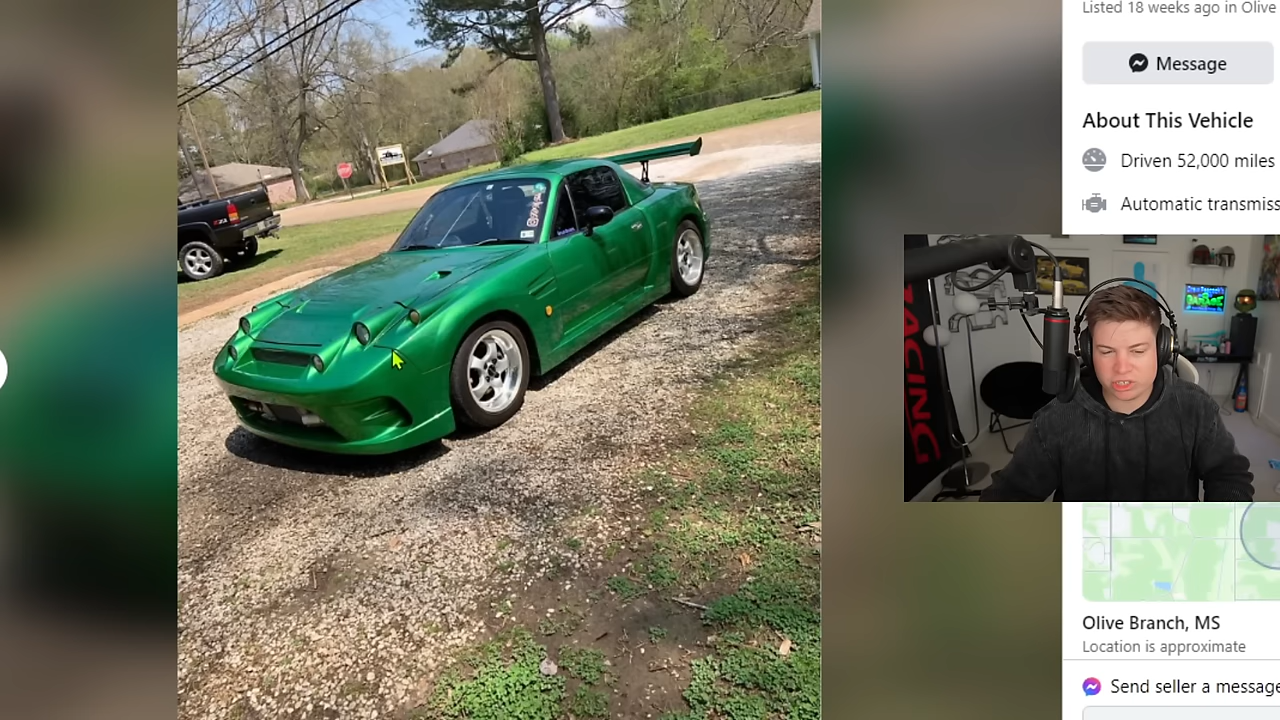 Listed 18 weeks ago in Olive
Message
About This Vehicle
Driven 52,000 miles
Automatic transmiss
RACING
Olive Branch, MS
Location is approximate
Send seller a message